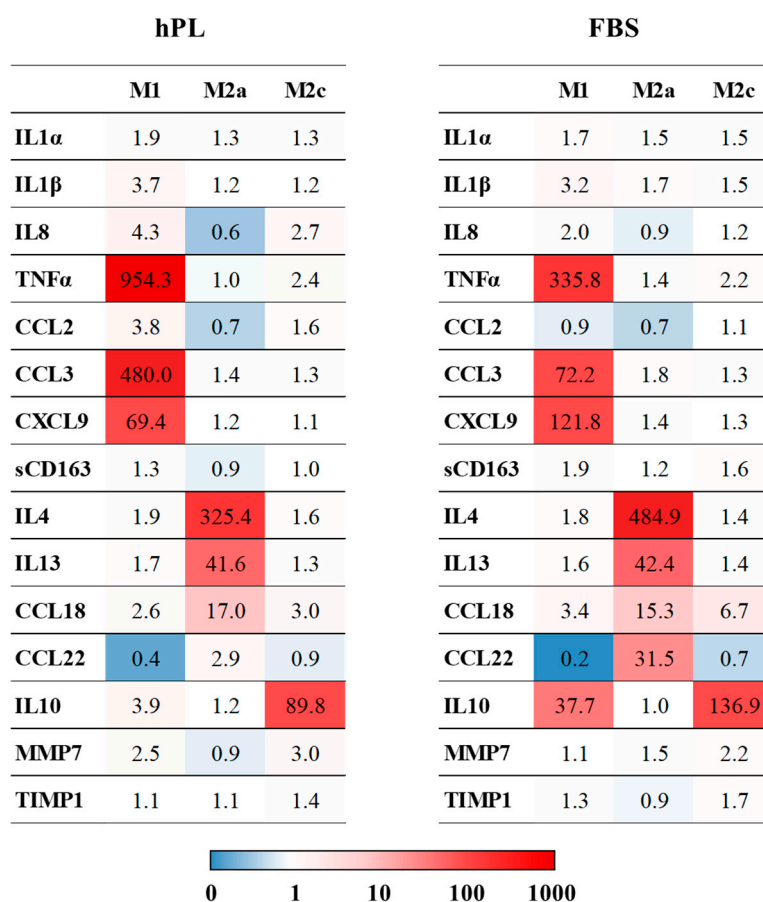 hPL FBS
M1 M2a M2c M1 M2a M2c
IL1α 1.9 1.3 1.3 IL1α 1.7 1.5 1.5
IL1β 3.7 1.2 1.2 IL1β 3.2 1.7 1.5
IL8 4.3 0.6 2.7 IL8 2.0 0.9 1.2
TNFα 954.3 1.0 2.4 TNFα 335.8 1.4 2.2
CCL2 3.8 0.7 1.6 CCL2 0.9 0.7 1.1
CCL3 480.0 1.4 1.3 CCL3 72.2 1.8 1.3
CXCL9 69.4 1.2 1.1 CXCL9 121.8 1.4 1.3
sCD163 1.3 0.9 1.0 sCD163 1.9 1.2 1.6
IL4 1.9 325.4 1.6 IL4 1.8 484.9 1.4
IL13 1.7 41.6 1.3 IL13 1.6 42.4 1.4
CCL18 2.6 17.0 3.0 CCL18 3.4 15.3 6.7
CCL22 0.4 2.9 0.9 CCL22 0.2 31.5 0.7
IL10 3.9 1.2 89.8 IL10 37.7 1.0 136.9
MMP7 2.5 0.9 3.0 MMP7 1.1 1.5 2.2
TIMP1 1.1 1.1 1.4 TIMP1 1.3 0.9 1.7
0 1 10 100 1000